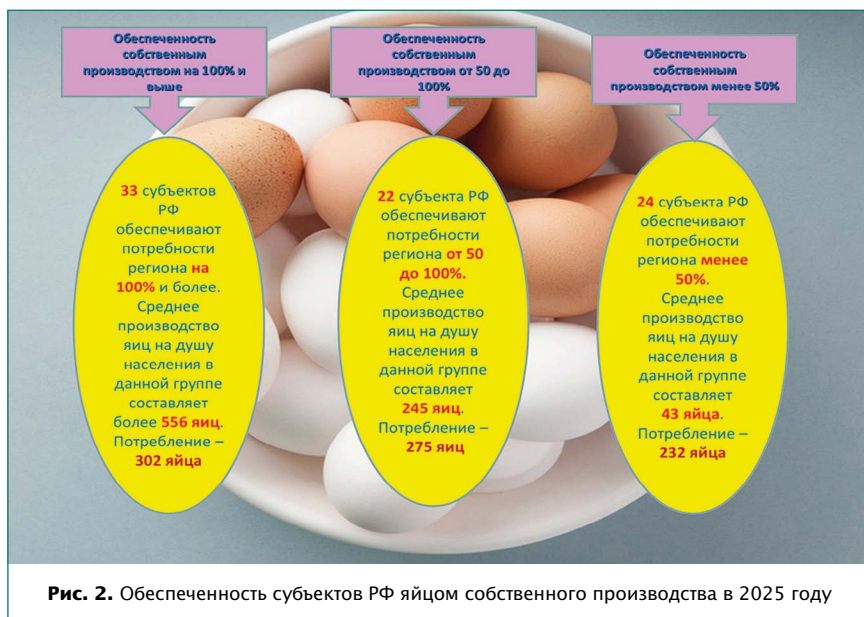 Обеспеченность
собственным
производством на 100% и
выше
Обеспеченность
собственным
производством от 50 до
100%
Обеспеченность
собственным
производством менее 50%
33 субъектов
РФ
обеспечивают
потребности
региона на
100% и более.
Среднее
производство
яиц на душу
населения в
данной группе
составляет
более 556 яиц.
Потребление –
302 яйца
22 субъекта РФ
обеспечивают
потребности
региона от 50
до 100%.
Среднее
производство
яиц на душу
населения в
данной группе
составляет
245 яиц.
Потребление –
275 яиц
24 субъекта РФ
обеспечивают
потребности
региона менее
50%.
Среднее
производство
яиц на душу
населения в
данной группе
составляет
43 яйца.
Потребление –
232 яйца
Рис. 2. Обеспеченность субъектов РФ яйцом собственного производства в 2025 году